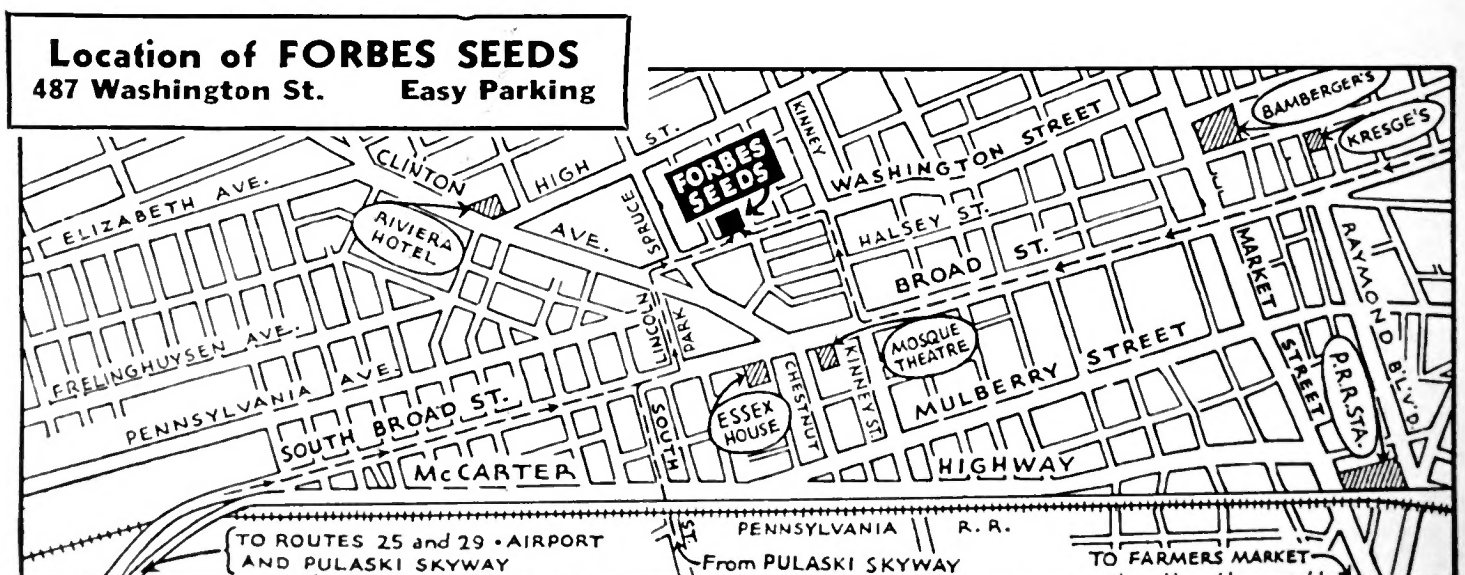 Location of FORBES SEEDS
487 Washington St. Easy Parking
BAMBERGER'S
KRESGE'S
KINNEY
WASHINGTON STREET
HIGH ST.
CLINTON
AVE.
ELIZABETH AVE.
FORBES
SEEDS
SPRUCE
RIVIERA
HOTEL
HALSEY ST.
BROAD ST.
MARKET
STREET
RAYMOND BLV'D.
LINCOLN
PARK
FRELINGHUYSEN AVE.
PENNSYLVANIA AVE.
MOSQUE
THEATRE
KINNEY ST.
MULBERRY STREET
P.R.R. STA.
ESSEX
HOUSE
CHESTNUT
SOUTH
ST.
SOUTH BROAD ST.
McCARTER HIGHWAY
PENNSYLVANIA R. R.
TO ROUTES 25 and 29 • AIRPORT
AND PULASKI SKYWAY
From PULASKI SKYWAY
TO FARMERS MARKET